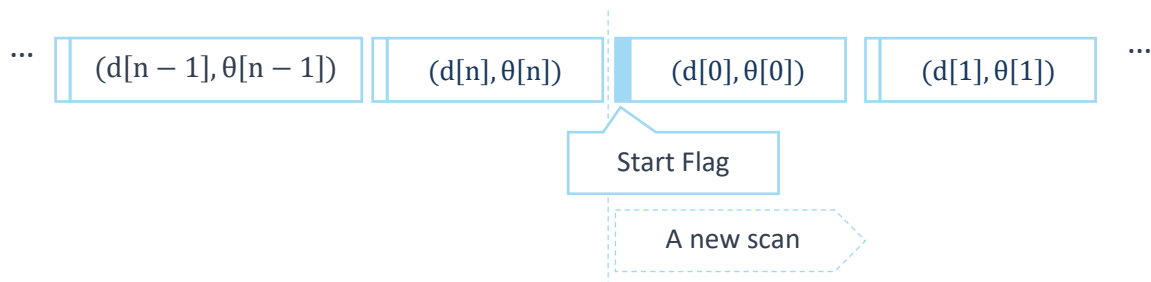 ... (d[n − 1], θ[n − 1]) (d[n], θ[n]) (d[0], θ[0]) (d[1], θ[1]) ...
Start Flag
A new scan